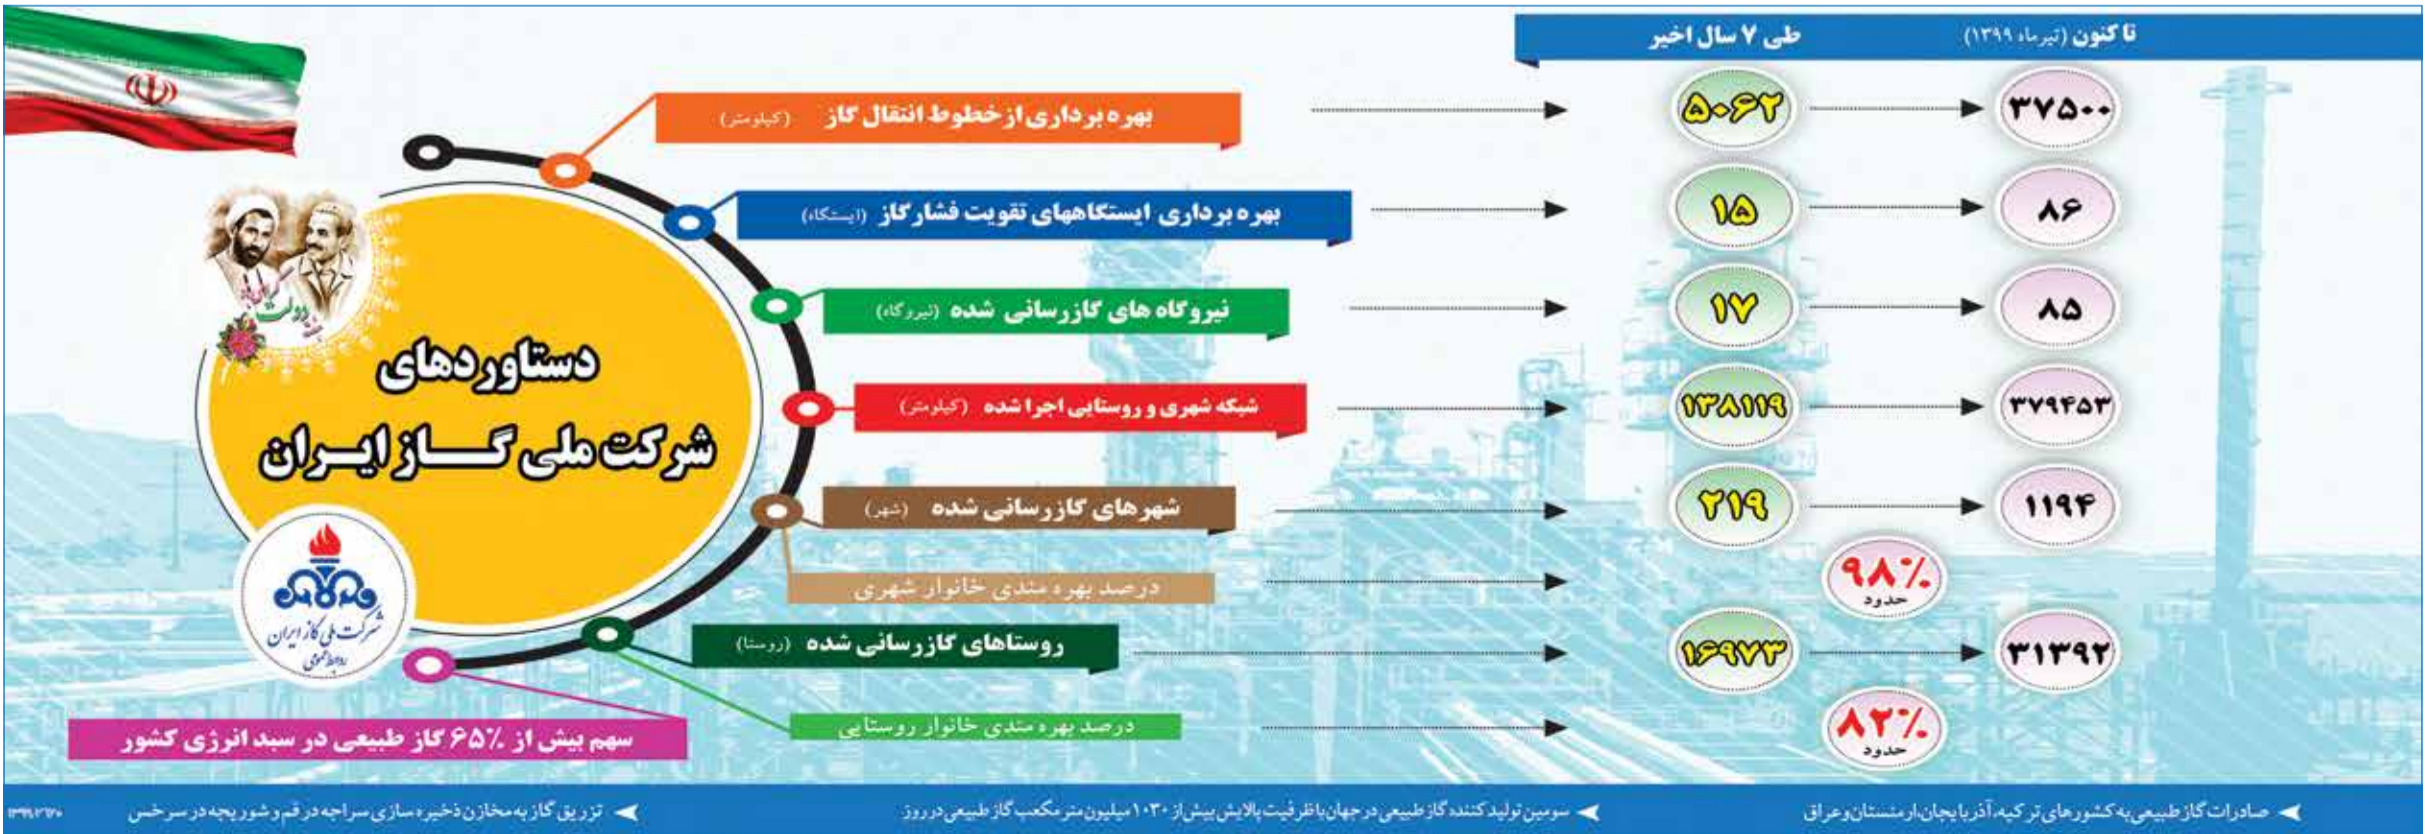 تا کنون (تیر ماه ۱۳۹۹)
طی ۷ سال اخیر
بهره برداری از خطوط انتقال گاز (کیلومتر)
۵۰۶۲
۳۷۵۰۰
بهره برداری ایستگاههای تقویت فشار گاز (ایستگاه)
۱۵
۸۶
نیروگاه های گازرسانی شده (نیروگاه)
۱۷
۸۵
شبکه شهری و روستایی اجرا شده (کیلومتر)
۱۳۸۱۱۹
۳۷۹۴۵۳
شهرهای گازرسانی شده (شهر)
۲۱۹
۱۱۹۴
درصد بهره مندی خانوار شهری
۹۸٪
حدود
روستاهای گازرسانی شده (روستا)
۱۶۹۷۳
۳۱۳۹۲
درصد بهره مندی خانوار روستایی
۸۲٪
حدود
سهم بیش از ۶۵٪ گاز طبیعی در سبد انرژی کشور
دستاوردهای
شرکت ملی گاز ایران
دولت
شرکت ملی گاز ایران
روابط عمومی
صادرات گاز طبیعی به کشورهای ترکیه، آذربایجان، ارمنستان و عراق
سومین تولید کننده گاز طبیعی در جهان با ظرفیت پالایش بیش از ۱۰۳۰ میلیون متر مکعب گاز طبیعی در روز
تزریق گاز به مخازن ذخیره سازی سراجه در قم و شوریجه در سرخس